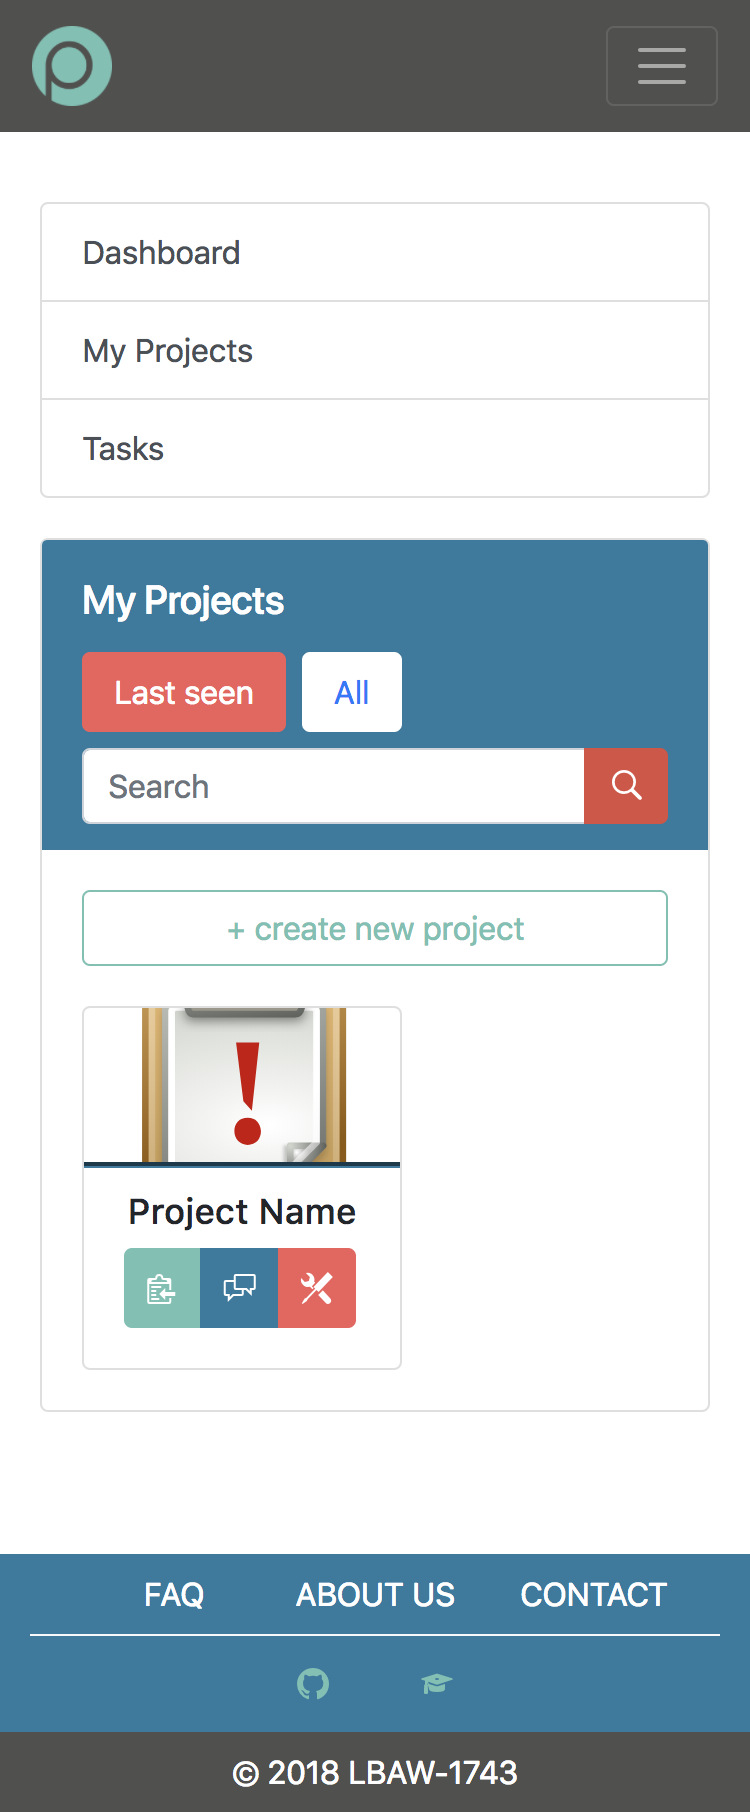 Dashboard
My Projects
Tasks
My Projects
Last seen All
Search
+ create new project
!
Project Name
FAQ ABOUT US CONTACT
© 2018 LBAW-1743